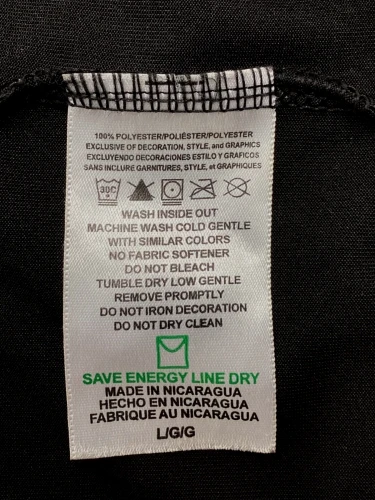 100% POLYESTER/POLIÉSTER/POLYESTER
EXCLUSIVE OF DECORATION, STYLE, and GRAPHICS
EXCLUYENDO DECORACIONES ESTILO Y GRAFICOS
SANS INCLURE GARNITURES, STYLE, et GRAPHIQUES
30C
WASH INSIDE OUT
MACHINE WASH COLD GENTLE
WITH SIMILAR COLORS
NO FABRIC SOFTENER
DO NOT BLEACH
TUMBLE DRY LOW GENTLE
REMOVE PROMPTLY
DO NOT IRON DECORATION
DO NOT DRY CLEAN
SAVE ENERGY LINE DRY
MADE IN NICARAGUA
HECHO EN NICARAGUA
FABRIQUE AU NICARAGUA
L/G/G